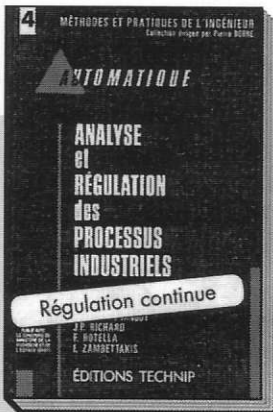 4
MÉTHODES ET PRATIQUES DE L'INGÉNIEUR
Collection dirigée par Pierre BORNE
AUTOMATIQUE
ANALYSE
et
RÉGULATION
des
PROCESSUS
INDUSTRIELS
Régulation continue
J.P. RICHARD
F. ROTELLA
I. ZAMBETTAKIS
ÉDITIONS TECHNIP